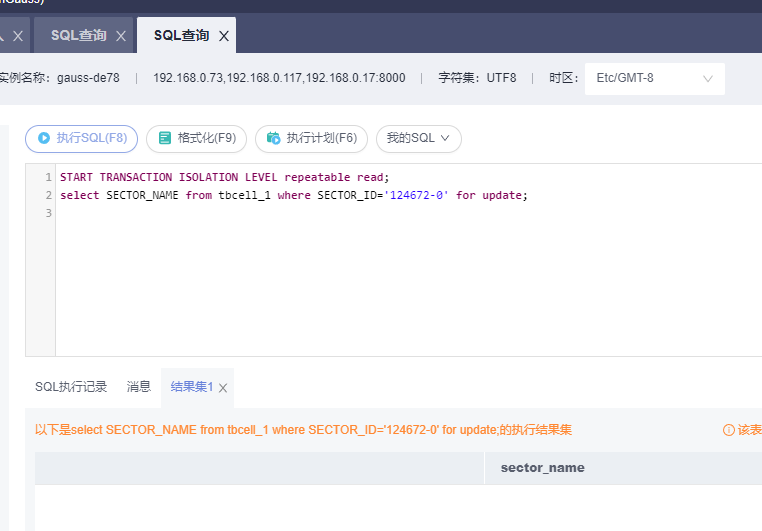 SQL查询 SQL查询
实例名称: gauss-de78 | 192.168.0.73,192.168.0.117,192.168.0.17:8000 | 字符集: UTF8 | 时区: Etc/GMT-8
执行SQL(F8) 格式化(F9) 执行计划(F6) 我的SQL
1 START TRANSACTION ISOLATION LEVEL repeatable read;
2 select SECTOR_NAME from tbcell_1 where SECTOR_ID='124672-0' for update;
3
SQL执行记录 消息 结果集1
以下是select SECTOR_NAME from tbcell_1 where SECTOR_ID='124672-0' for update;的执行结果集 该表
sector_name